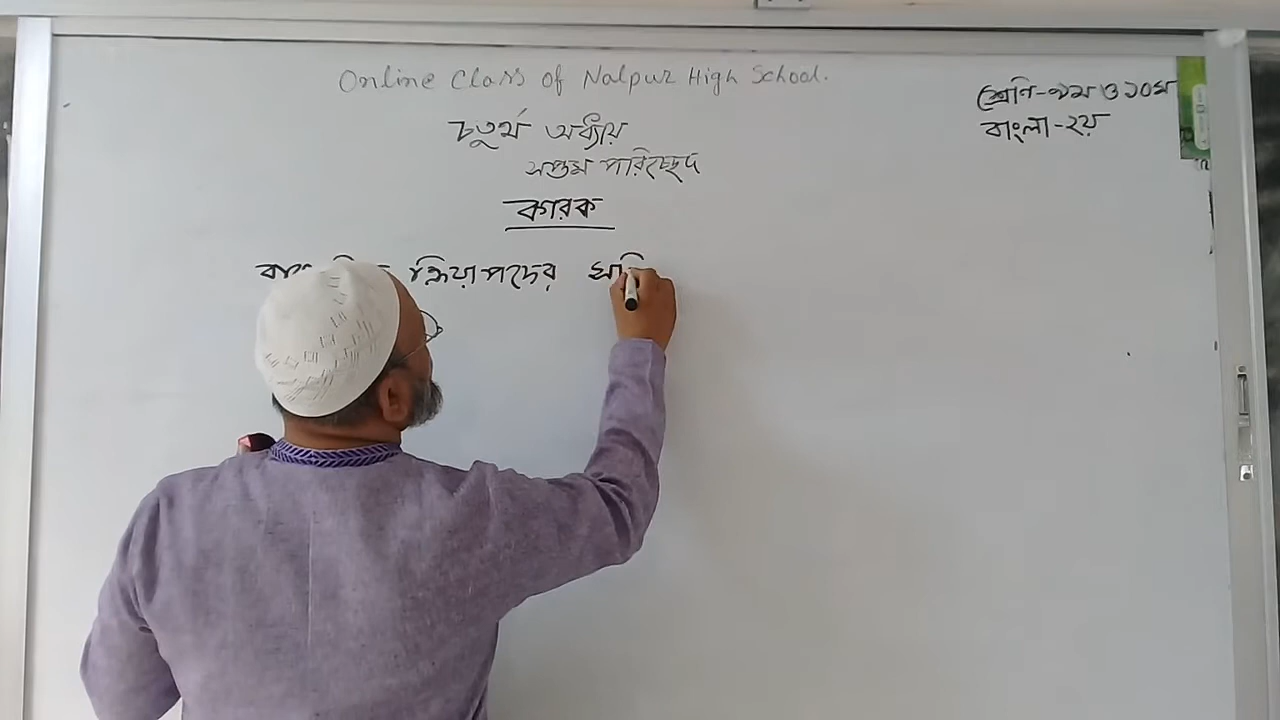 Online Class of Nalpur High School.
শ্রেণি-৯ম ও ১০ম
বাংলা-২য়
চতুর্থ অধ্যায়
সপ্তম পরিচ্ছেদ
কারক
ক্রিয়াপদের